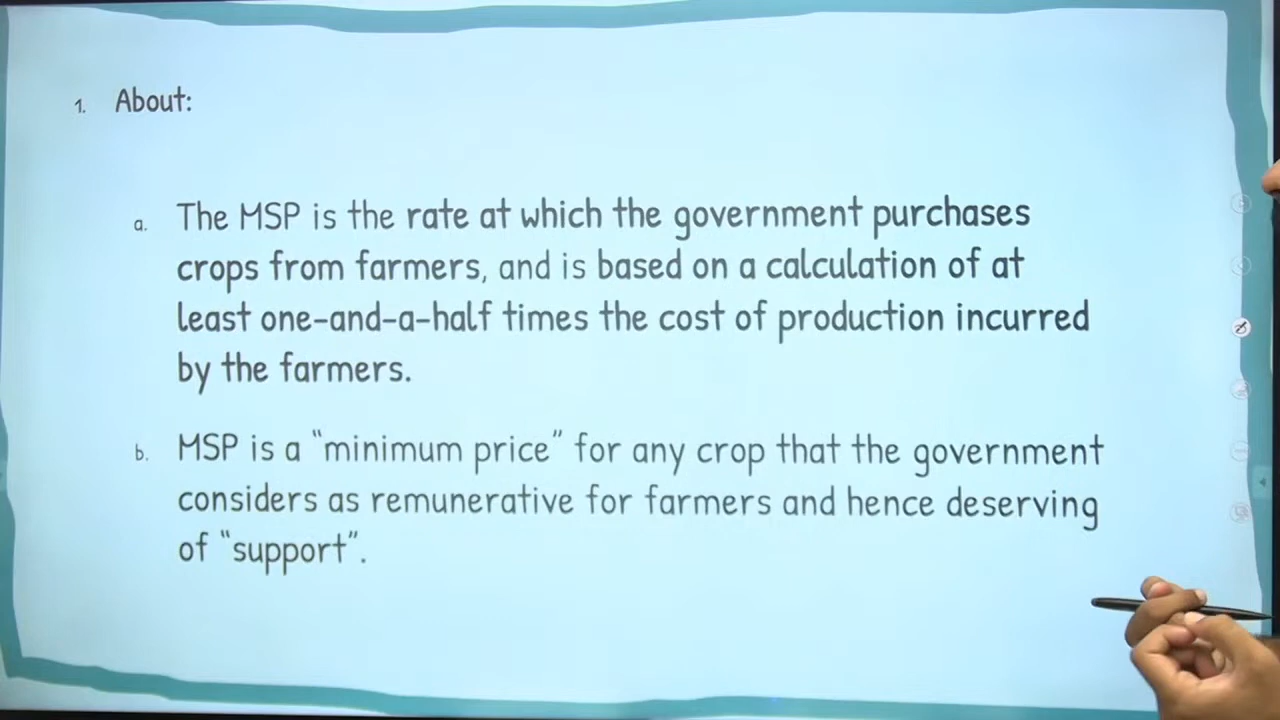 1. About:
a. The MSP is the rate at which the government purchases
crops from farmers, and is based on a calculation of at
least one-and-a-half times the cost of production incurred
by the farmers.
b. MSP is a “minimum price” for any crop that the government
considers as remunerative for farmers and hence deserving
of “support”.